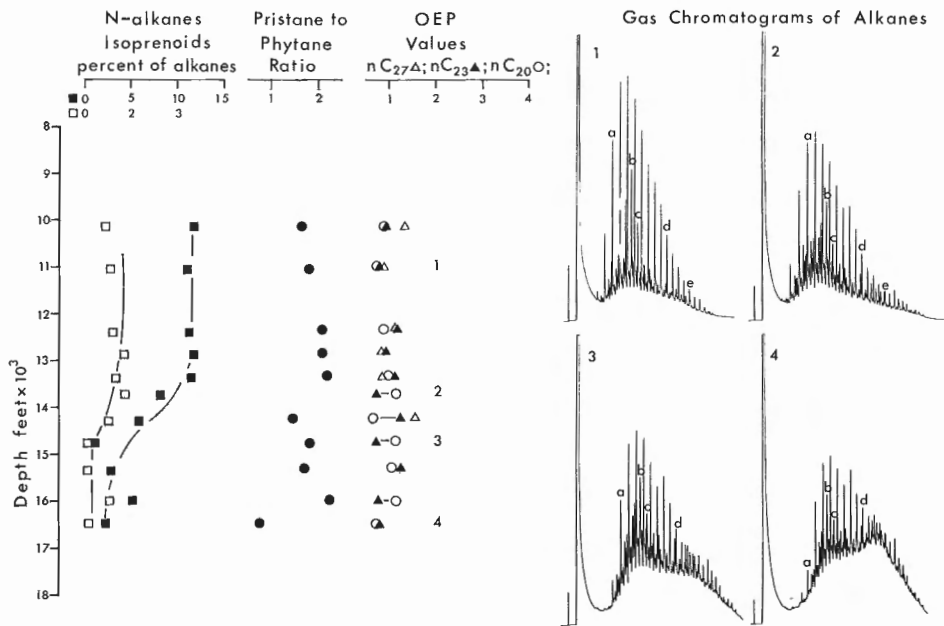 N-alkanes
Isoprenoids
percent of alkanes
■ 0 5 10 15
□ 0 2 3
Pristane to
Phytane
Ratio
1 2
OEP
Values
nC27△; nC23▲; nC20○;
1 2 3 4
Depth feet×10³
8
9
10
11
12
13
14
15
16
17
18
1
2
3
4
Gas Chromatograms of Alkanes
1
a
b
c
d
e
2
a
b
c
d
e
3
a
b
c
d
4
a
b
c
d